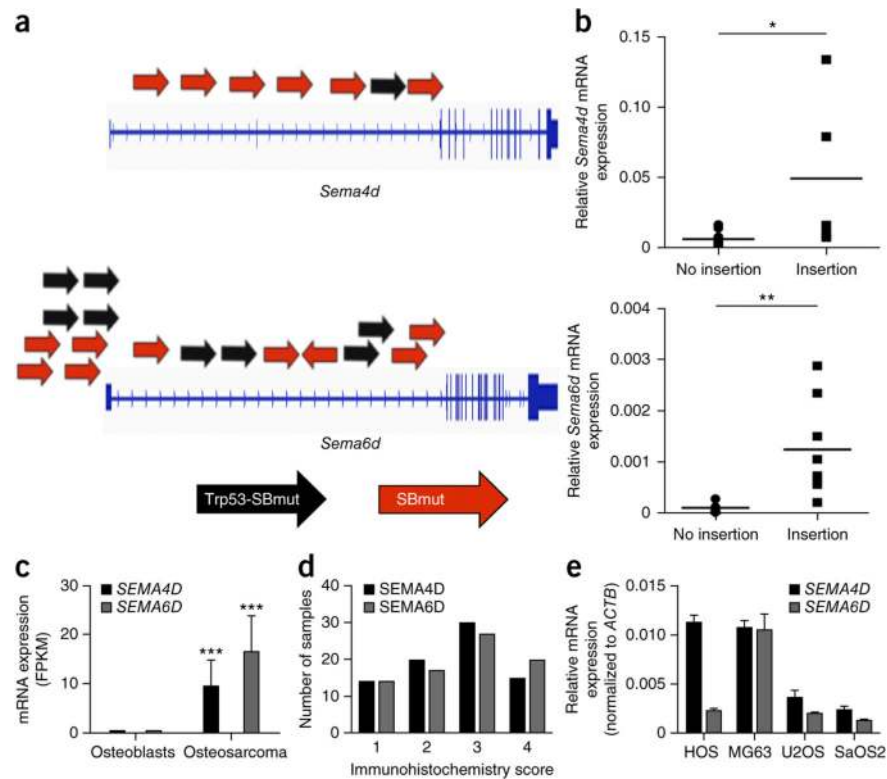 a
Sema4d
Sema6d
Trp53-SBmut
SBmut
b
*
Relative Sema4d mRNA
expression
0.15
0.10
0.05
0
No insertion
Insertion
**
Relative Sema6d mRNA
expression
0.004
0.003
0.002
0.001
0
No insertion
Insertion
c
SEMA4D
SEMA6D
mRNA expression
(FPKM)
30
20
10
0
***
***
Osteoblasts
Osteosarcoma
d
SEMA4D
SEMA6D
Number of samples
40
30
20
10
0
1 2 3 4
Immunohistochemistry score
e
SEMA4D
SEMA6D
Relative mRNA
expression
(normalized to ACTB)
0.015
0.010
0.005
0
HOS MG63 U2OS SaOS2